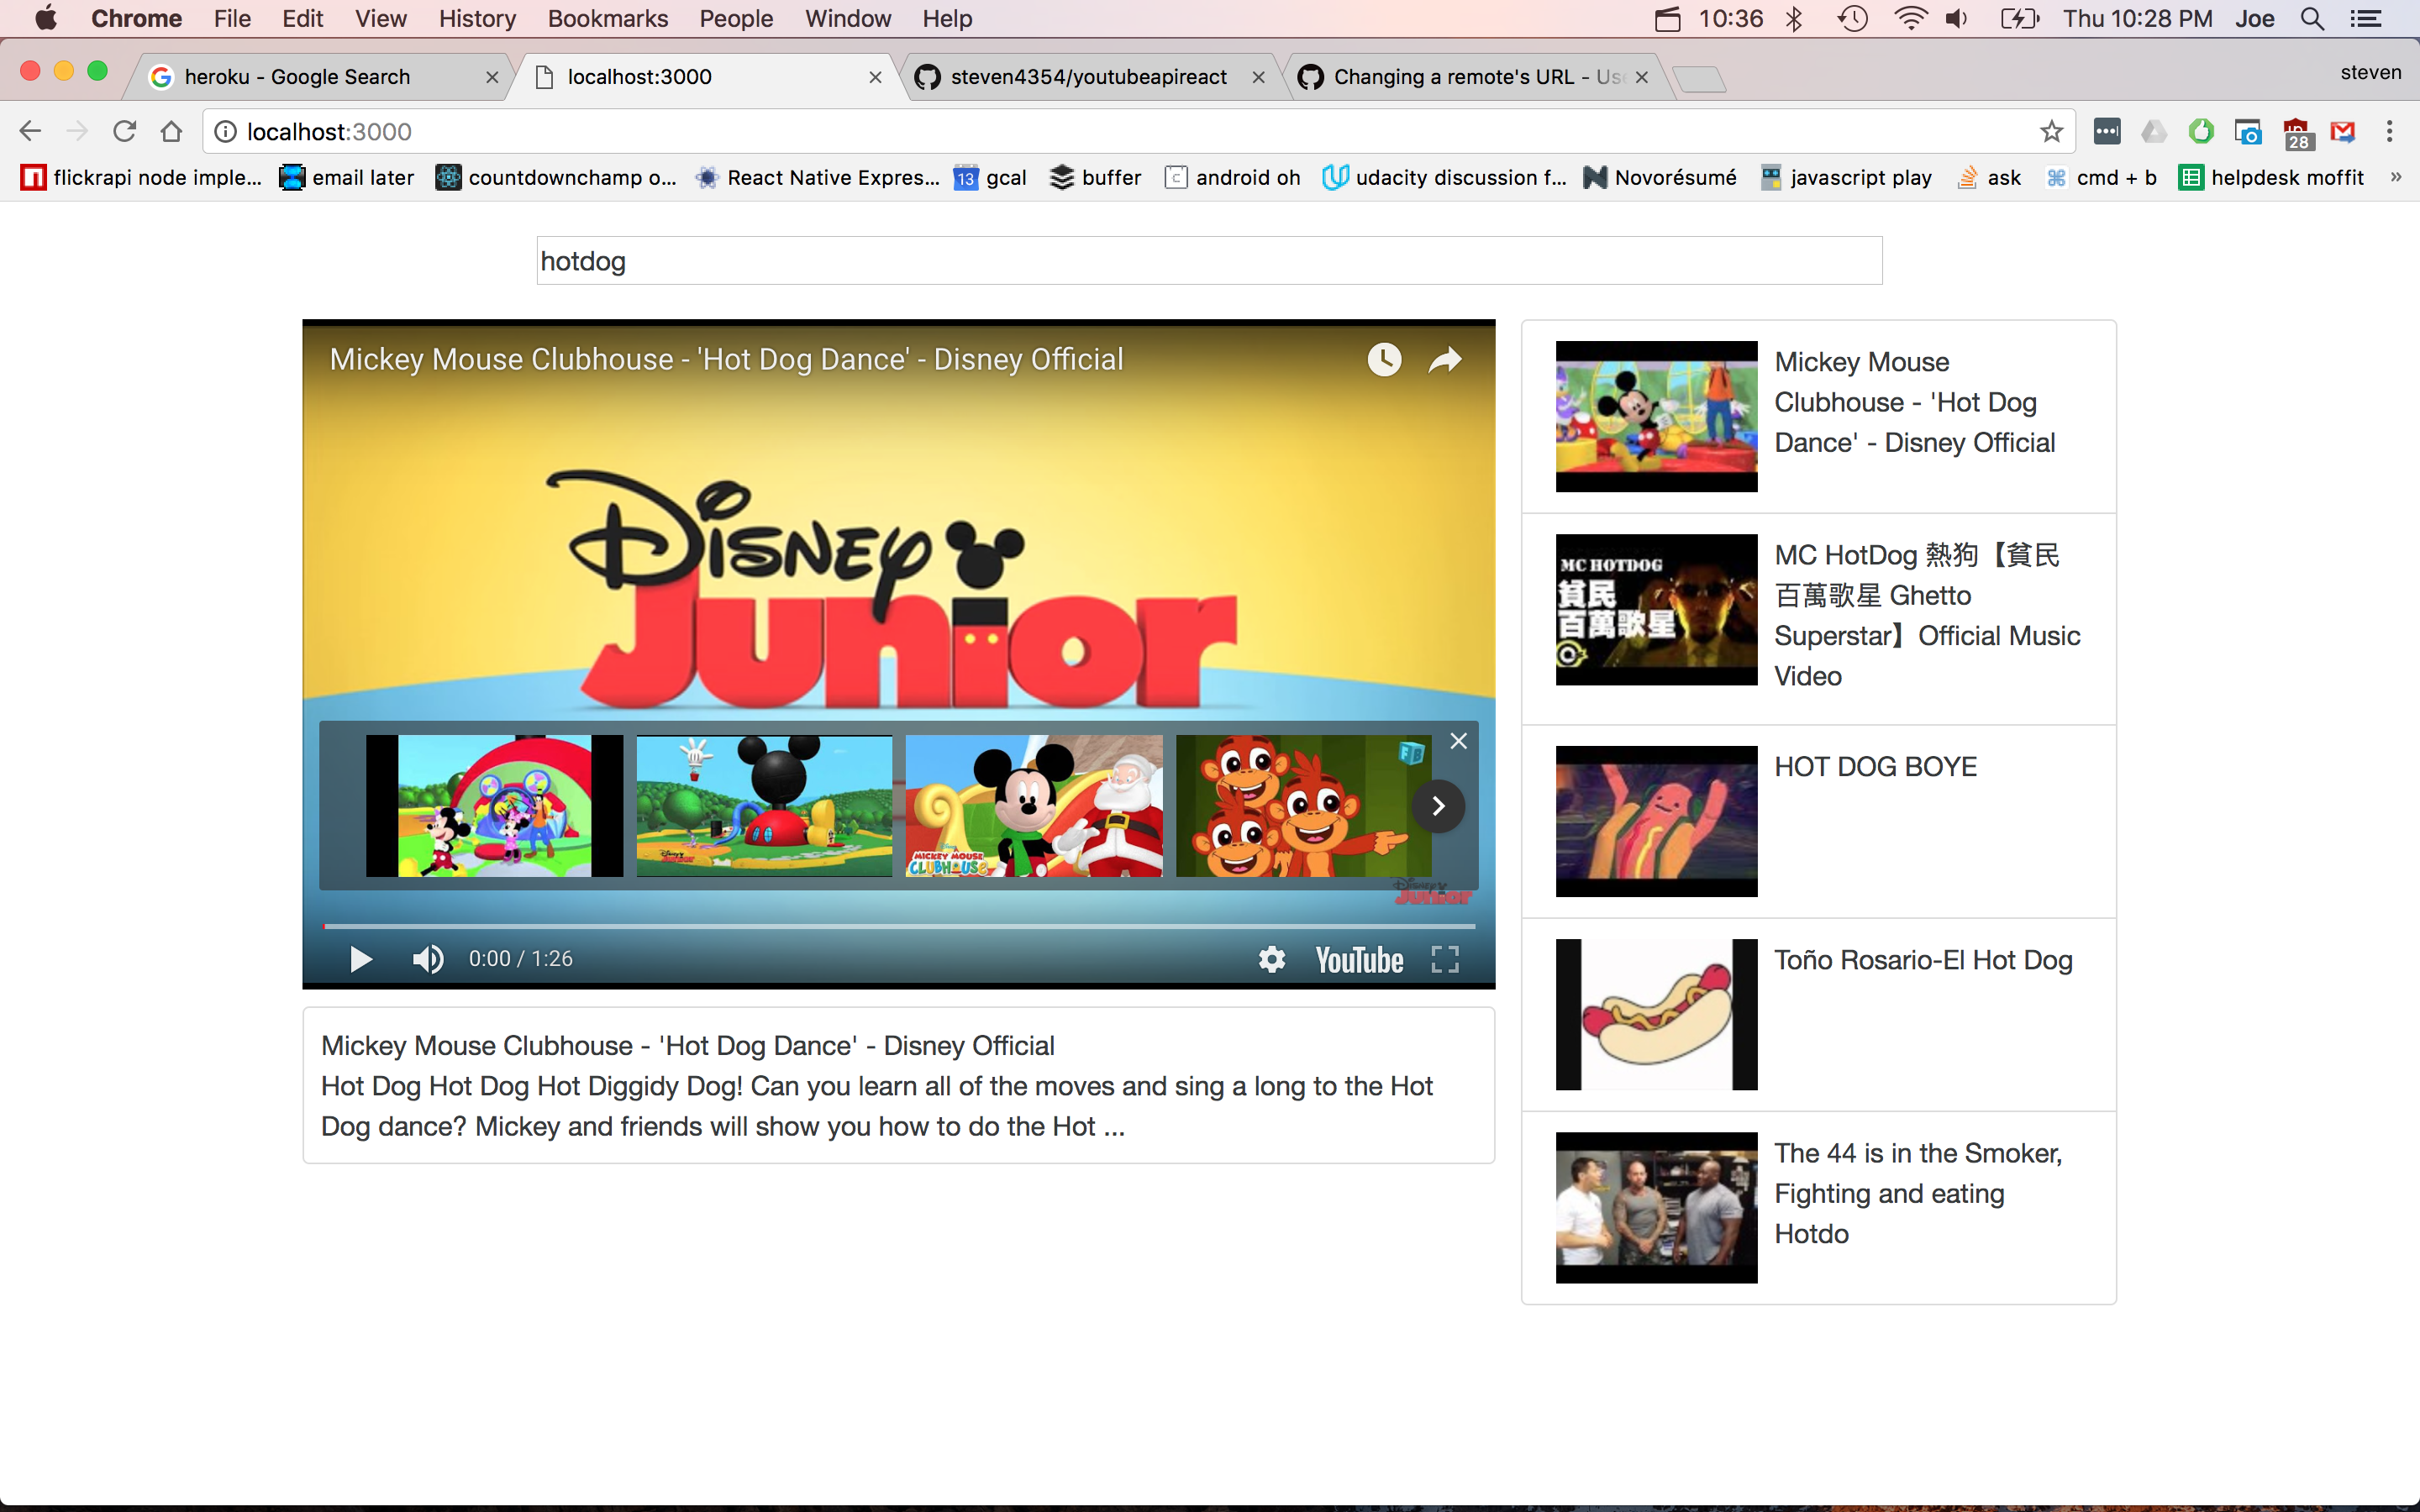 Chrome File Edit View History Bookmarks People Window Help 10:36 Thu 10:28 PM Joe
heroku - Google Search localhost:3000 steven4354/youtubeapireact Changing a remote's URL - Us steven
localhost:3000 28
flickrapi node imple... email later countdownchamp o... React Native Expres... 13 gcal buffer C android oh udacity discussion f... Novorésumé javascript play ask cmd + b helpdesk moffit »
hotdog
Mickey Mouse Clubhouse - 'Hot Dog Dance' - Disney Official
Disney
Junior
MICKEY MOUSE
CLUBHOUSE
Disney
Junior
0:00 / 1:26 YouTube
Mickey Mouse Clubhouse - 'Hot Dog Dance' - Disney Official
Hot Dog Hot Dog Hot Diggidy Dog! Can you learn all of the moves and sing a long to the Hot
Dog dance? Mickey and friends will show you how to do the Hot ...
Mickey Mouse
Clubhouse - 'Hot Dog
Dance' - Disney Official
MC HOTDOG
貧民
百萬歌星
MC HotDog 熱狗【貧民
百萬歌星 Ghetto
Superstar】Official Music
Video
HOT DOG BOYE
Toño Rosario-El Hot Dog
The 44 is in the Smoker,
Fighting and eating
Hotdo